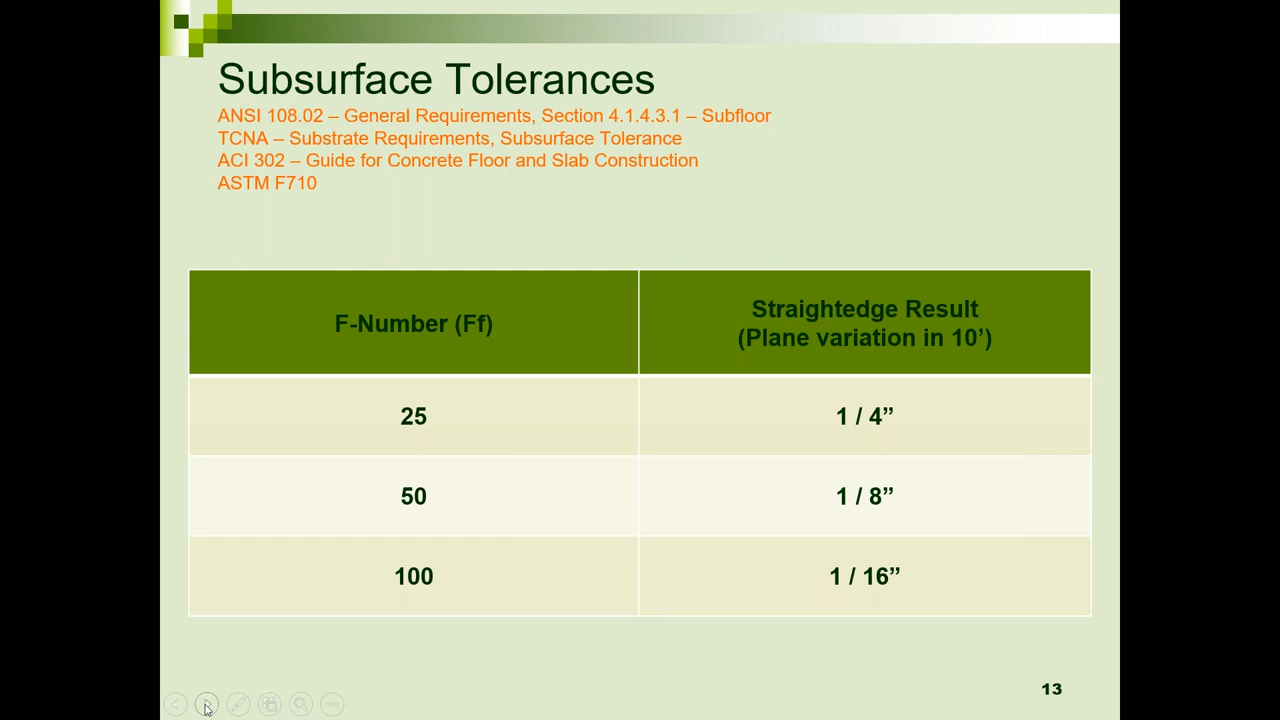 Subsurface Tolerances
ANSI 108.02 – General Requirements, Section 4.1.4.3.1 – Subfloor
TCNA – Substrate Requirements, Subsurface Tolerance
ACI 302 – Guide for Concrete Floor and Slab Construction
ASTM F710
F-Number (Ff)
Straightedge Result
(Plane variation in 10’)
25
1 / 4”
50
1 / 8”
100
1 / 16”
13